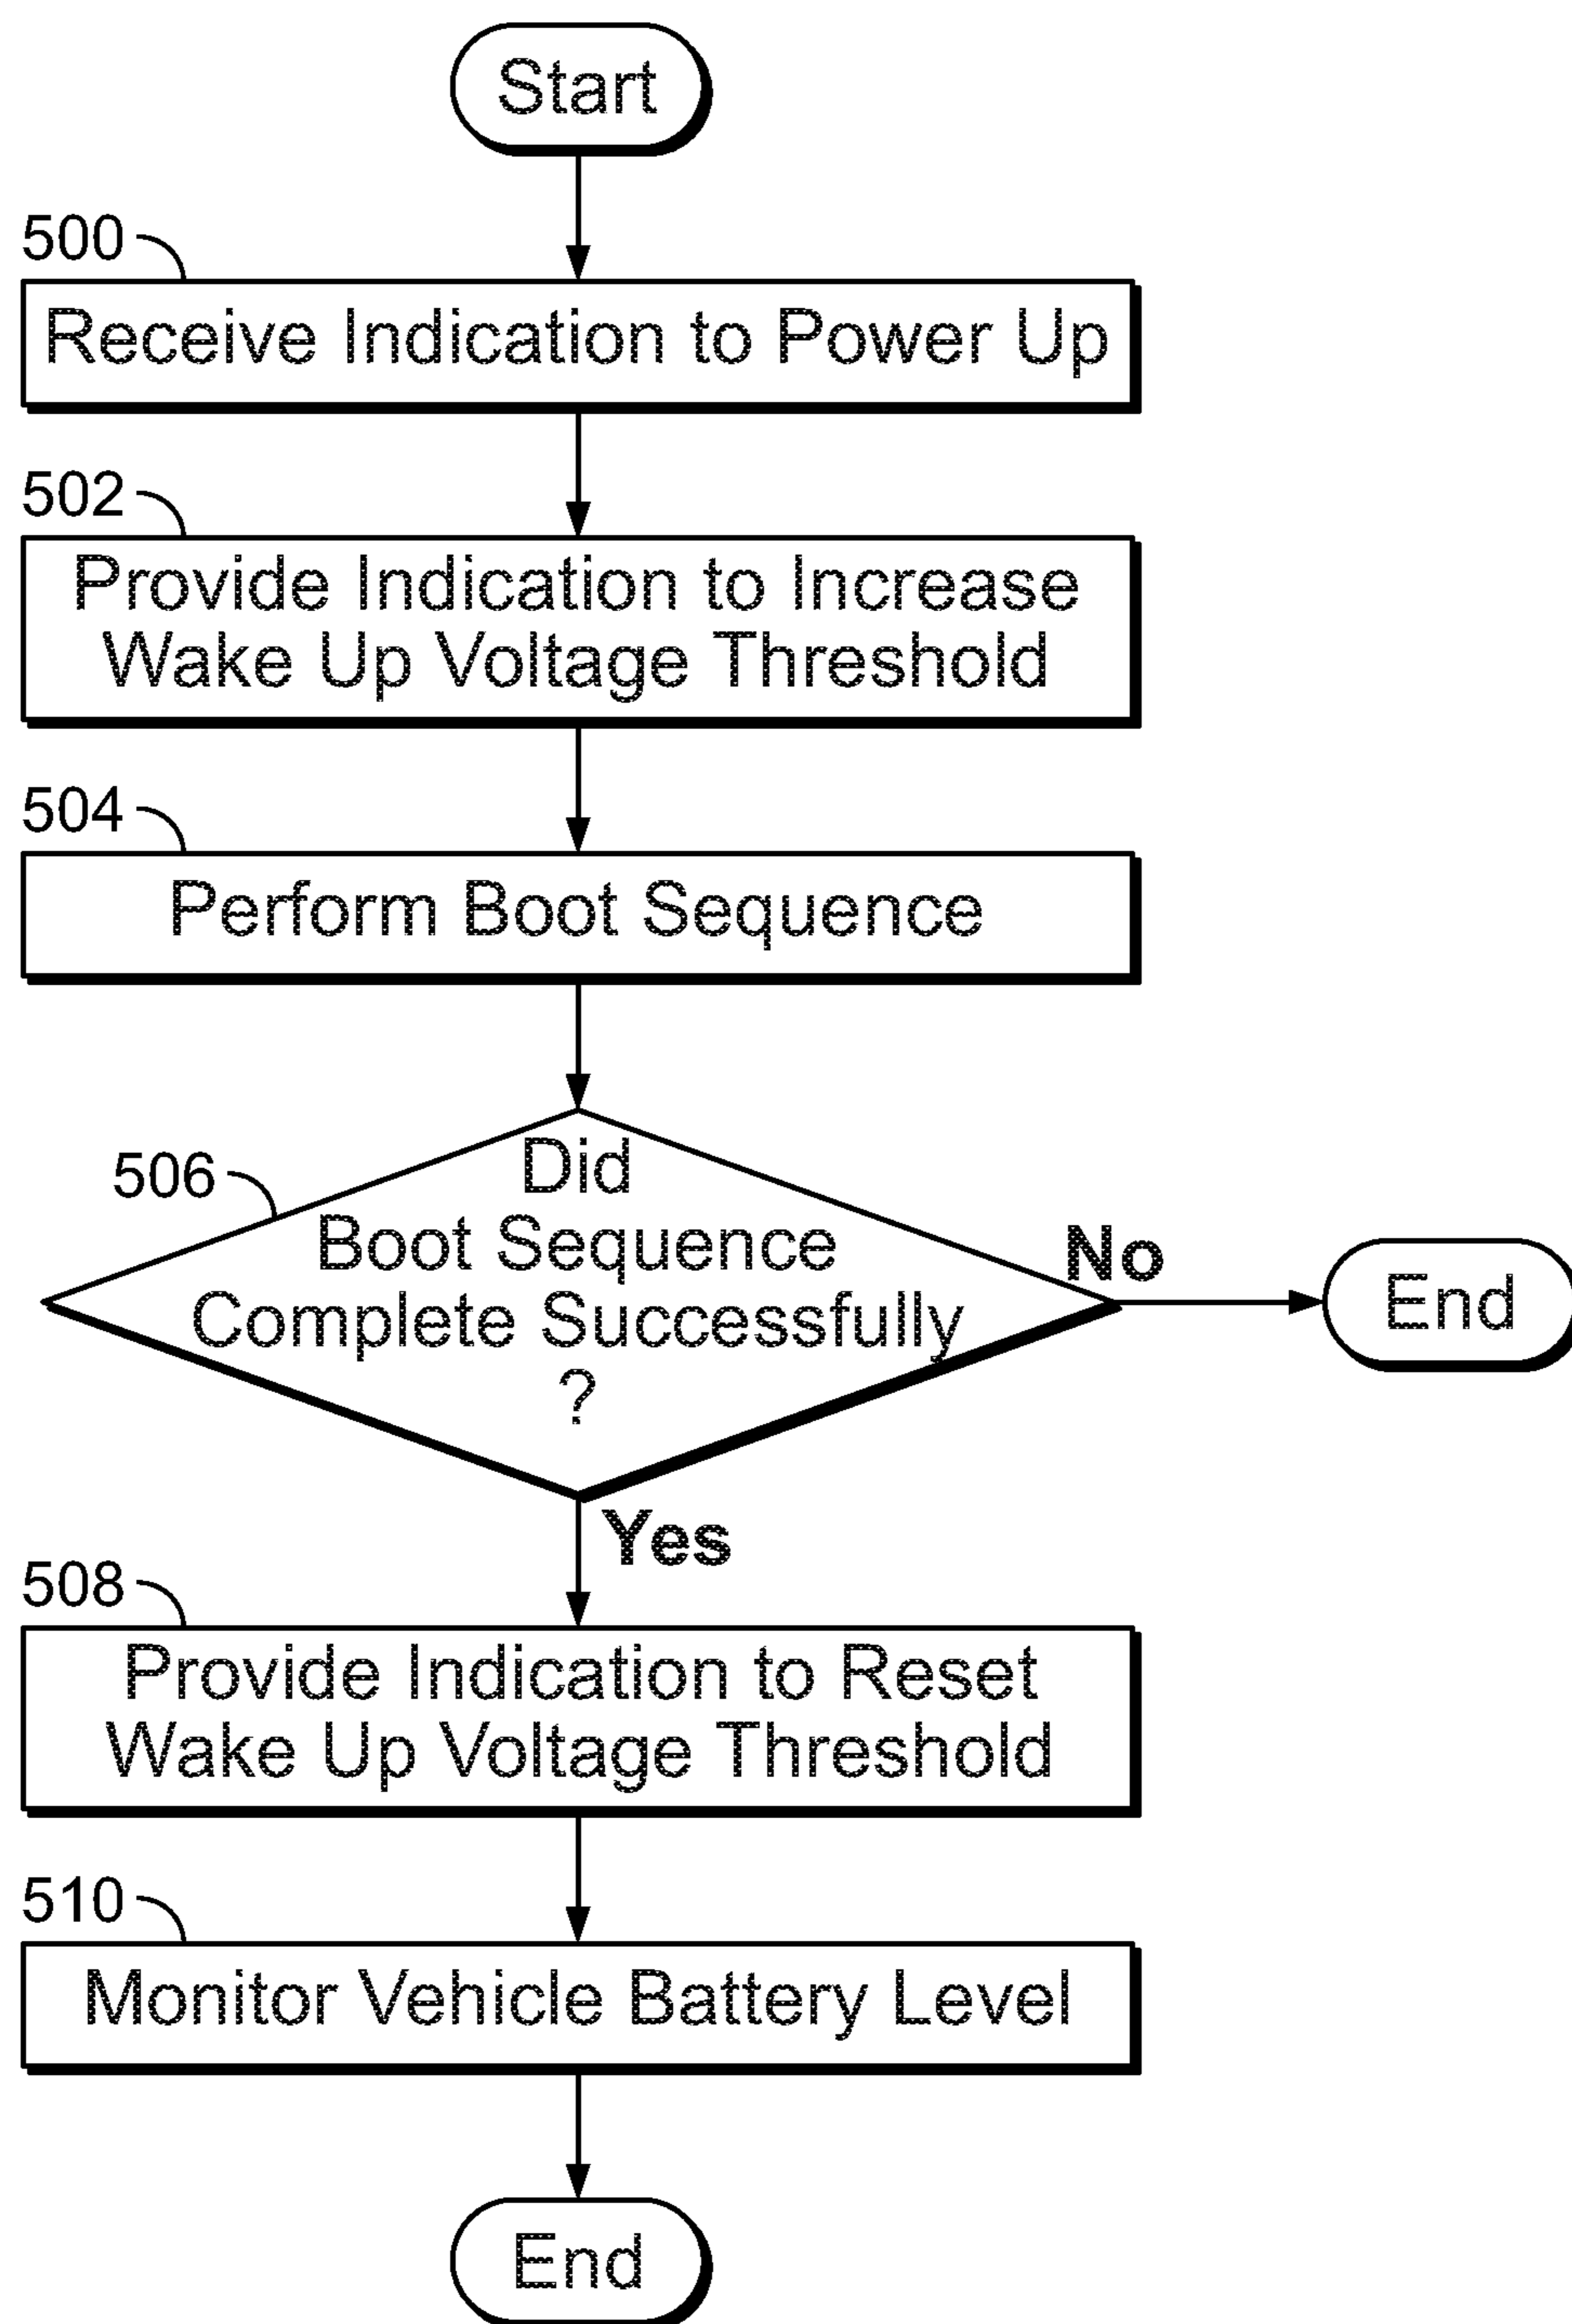 Start
500
Receive Indication to Power Up
502
Provide Indication to Increase
Wake Up Voltage Threshold
504
Perform Boot Sequence
506
Did
Boot Sequence
Complete Successfully
?
No
End
Yes
508
Provide Indication to Reset
Wake Up Voltage Threshold
510
Monitor Vehicle Battery Level
End